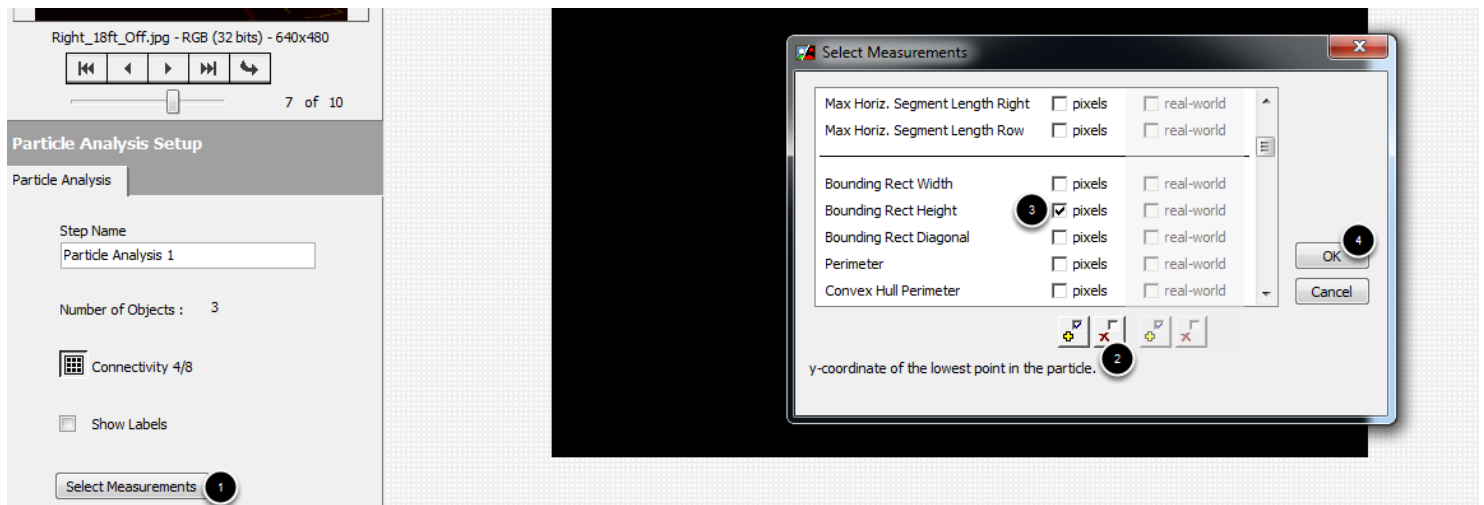 Right_18ft_Off.jpg - RGB (32 bits) - 640x480
7 of 10
Particle Analysis Setup
Particle Analysis
Step Name
Particle Analysis 1
Number of Objects : 3
Connectivity 4/8
Show Labels
Select Measurements 1
Select Measurements
Max Horiz. Segment Length Right pixels real-world
Max Horiz. Segment Length Row pixels real-world
Bounding Rect Width pixels real-world
Bounding Rect Height 3 pixels real-world
Bounding Rect Diagonal pixels real-world
Perimeter pixels real-world
Convex Hull Perimeter pixels real-world
4
OK
Cancel
2
y-coordinate of the lowest point in the particle.